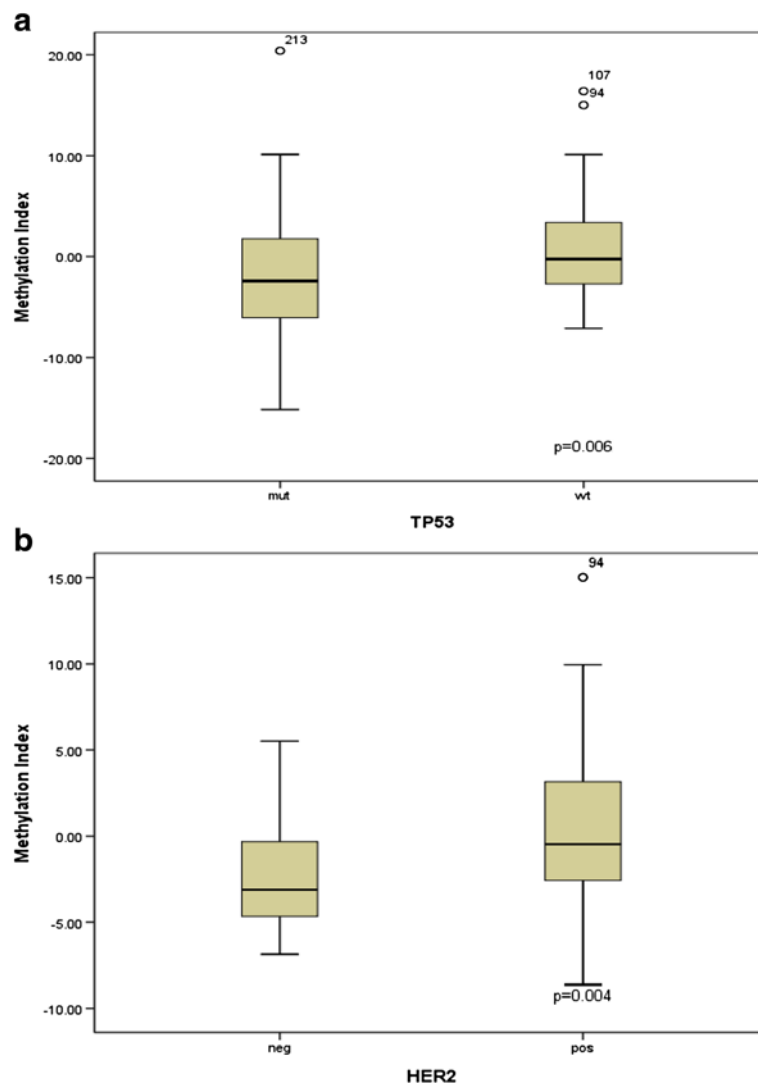 a
213
107
94
20.00
10.00
0.00
-10.00
-20.00
Methylation Index
p=0.006
mut
wt
TP53
b
94
15.00
10.00
5.00
0.00
-5.00
-10.00
Methylation Index
p=0.004
neg
pos
HER2